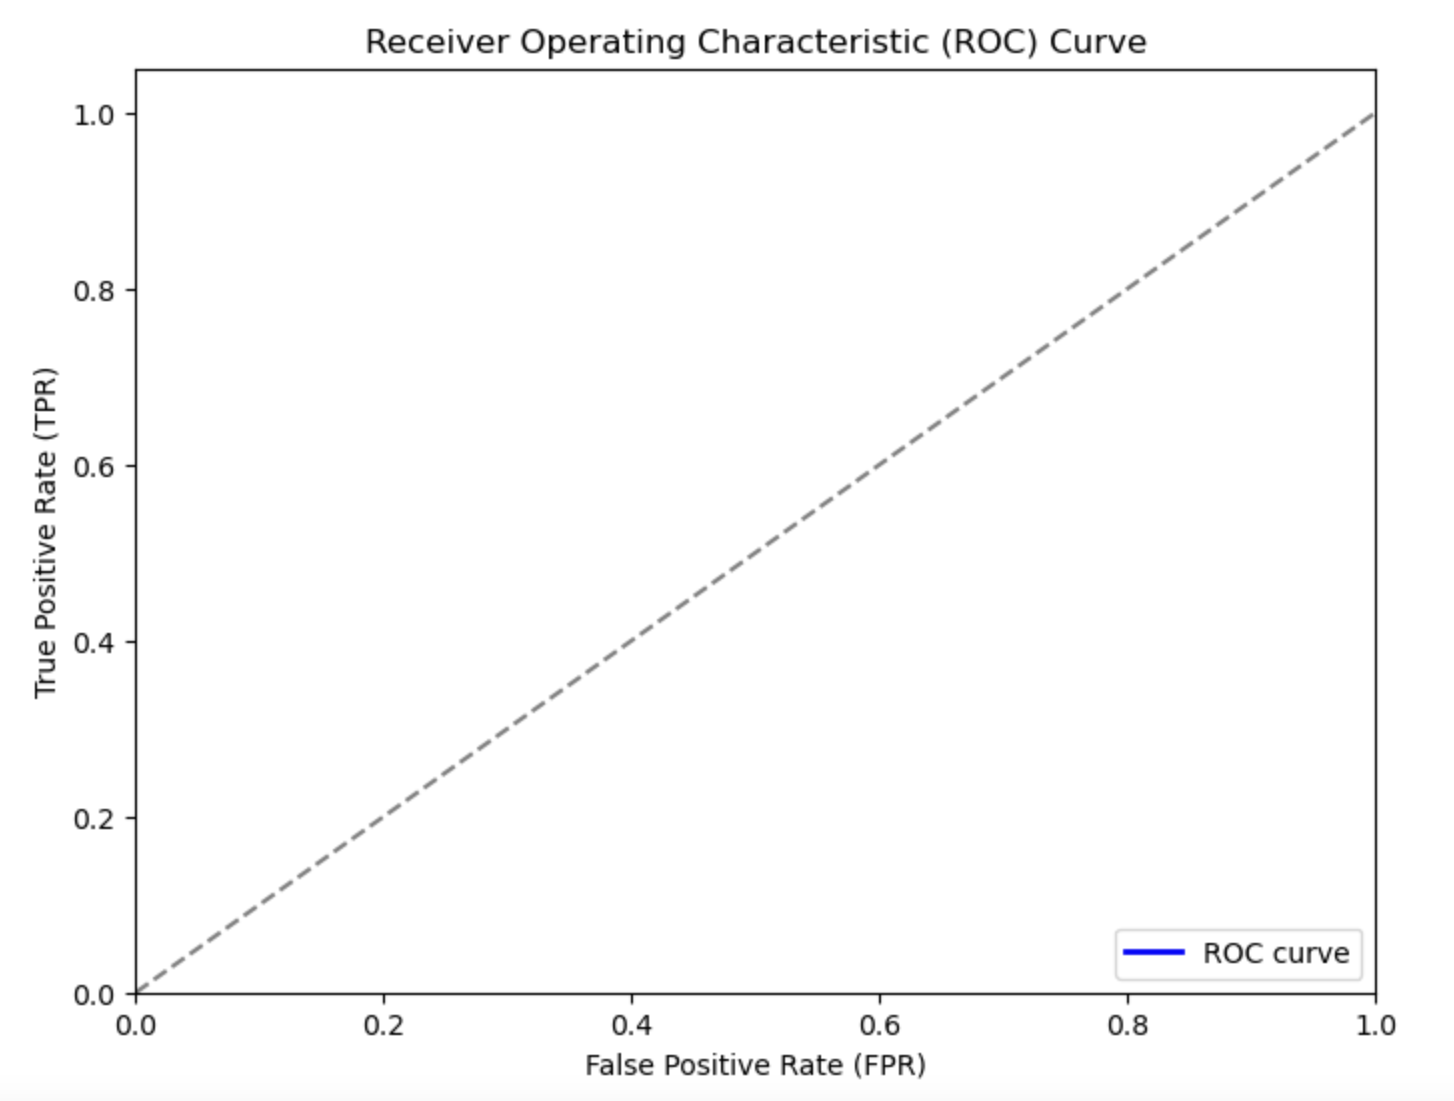 Receiver Operating Characteristic (ROC) Curve
1.0
0.8
0.6
0.4
0.2
0.0
True Positive Rate (TPR)
ROC curve
0.0 0.2 0.4 0.6 0.8 1.0
False Positive Rate (FPR)